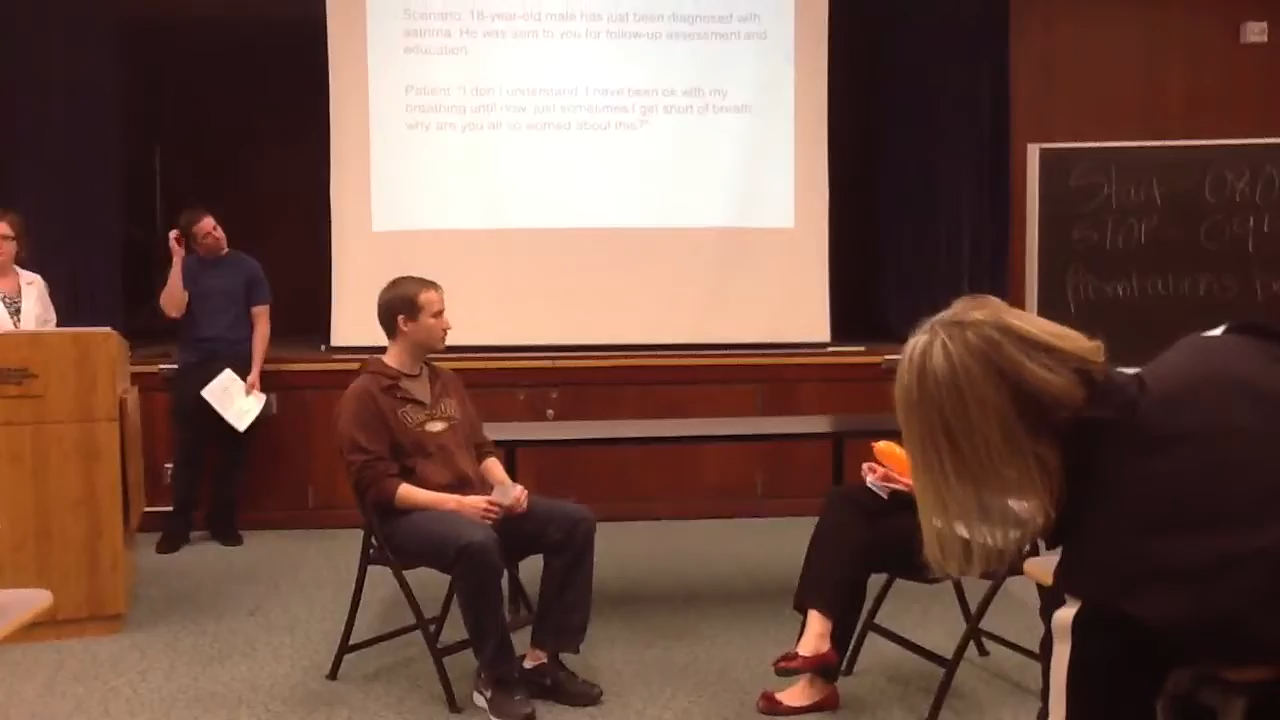 Scenario: 18-year-old male has just been diagnosed with
asthma. He was sent to you for follow-up assessment and
education.
Patient: "I don't understand. I have been ok with my
breathing until now, just sometimes I get short of breath,
why are you all so worried about this?"
Start - 080
STOP - 
Presentations